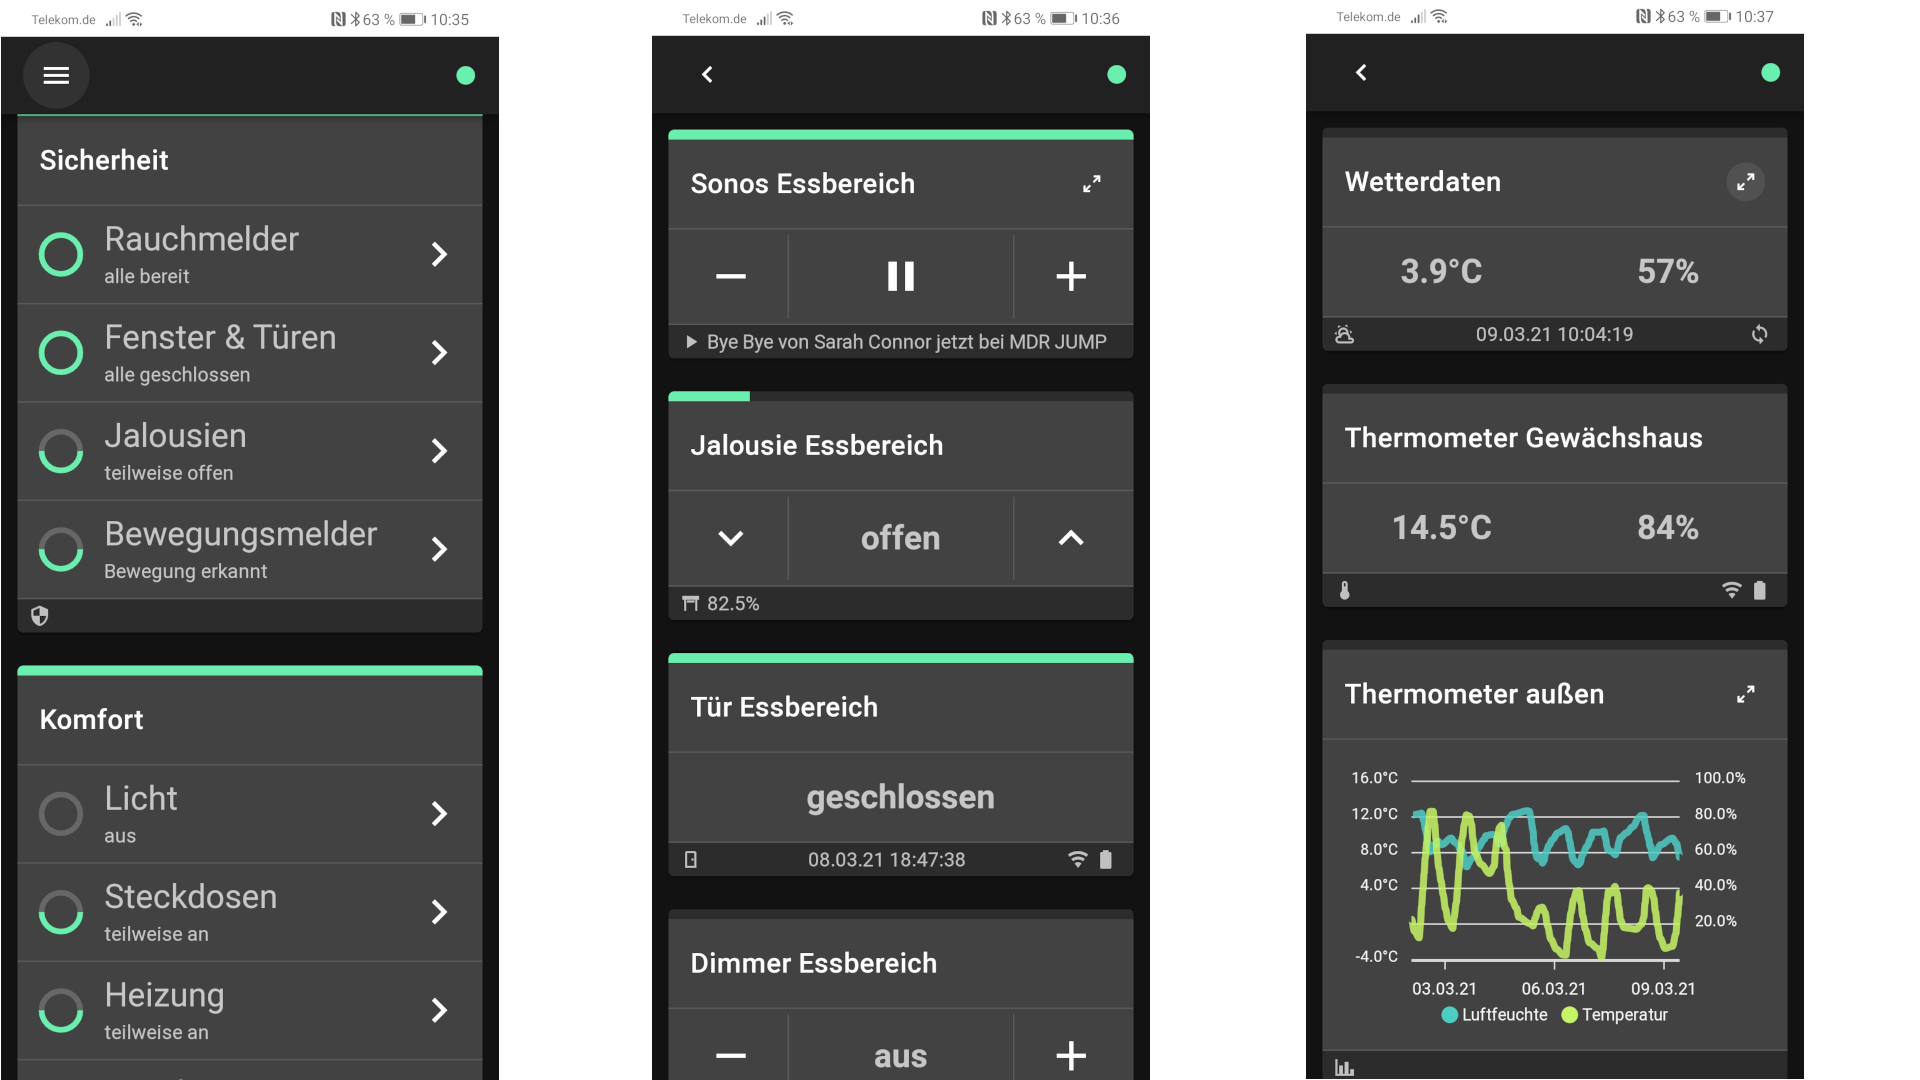 Telekom.de 63 % 10:35
Sicherheit
Rauchmelder
alle bereit
Fenster & Türen
alle geschlossen
Jalousien
teilweise offen
Bewegungsmelder
Bewegung erkannt
Komfort
Licht
aus
Steckdosen
teilweise an
Heizung
teilweise an
Telekom.de 63 % 10:36
Sonos Essbereich
Bye Bye von Sarah Connor jetzt bei MDR JUMP
Jalousie Essbereich
offen
82.5%
Tür Essbereich
geschlossen
08.03.21 18:47:38
Dimmer Essbereich
aus
Telekom.de 63 % 10:37
Wetterdaten
3.9°C 57%
09.03.21 10:04:19
Thermometer Gewächshaus
14.5°C 84%
Thermometer außen
16.0°C 100.0%
12.0°C 80.0%
8.0°C 60.0%
4.0°C 40.0%
20.0%
-4.0°C
03.03.21 06.03.21 09.03.21
Luftfeuchte Temperatur